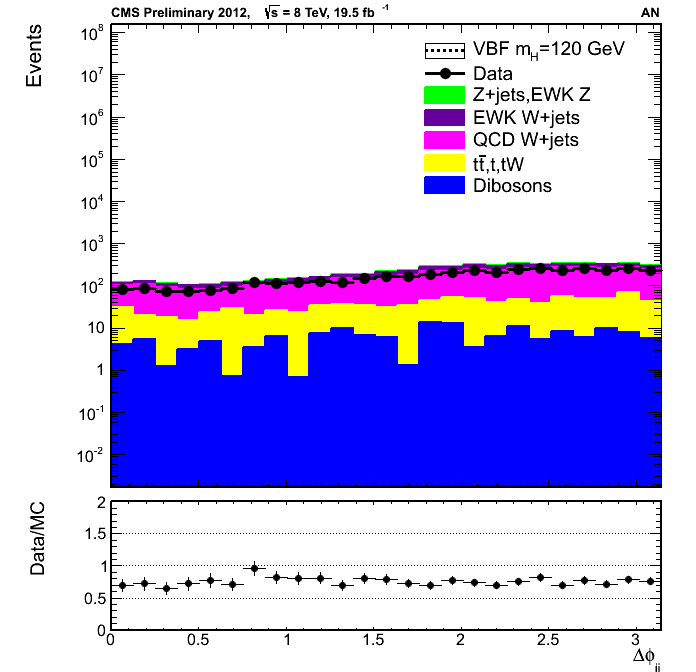 CMS Preliminary 2012, √s = 8 TeV, 19.5 fb⁻¹ AN
Events
10⁸
10⁷
10⁶
10⁵
10⁴
10³
10²
10
1
10⁻¹
10⁻²
VBF m_H=120 GeV
Data
Z+jets,EWK Z
EWK W+jets
QCD W+jets
tt̄,t,tW
Dibosons
Data/MC
2
1.5
1
0.5
0
0 0.5 1 1.5 2 2.5 3
Δϕ_jj